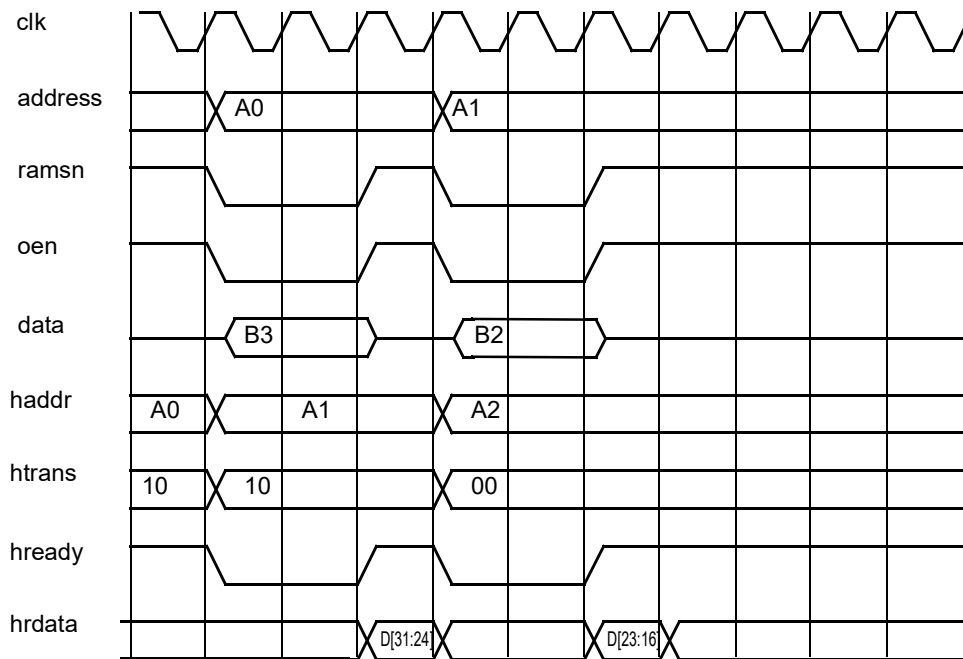 clk
address A0 A1
ramsn
oen
data B3 B2
haddr A0 A1 A2
htrans 10 10 00
hready
hrdata D[31:24] D[23:16]